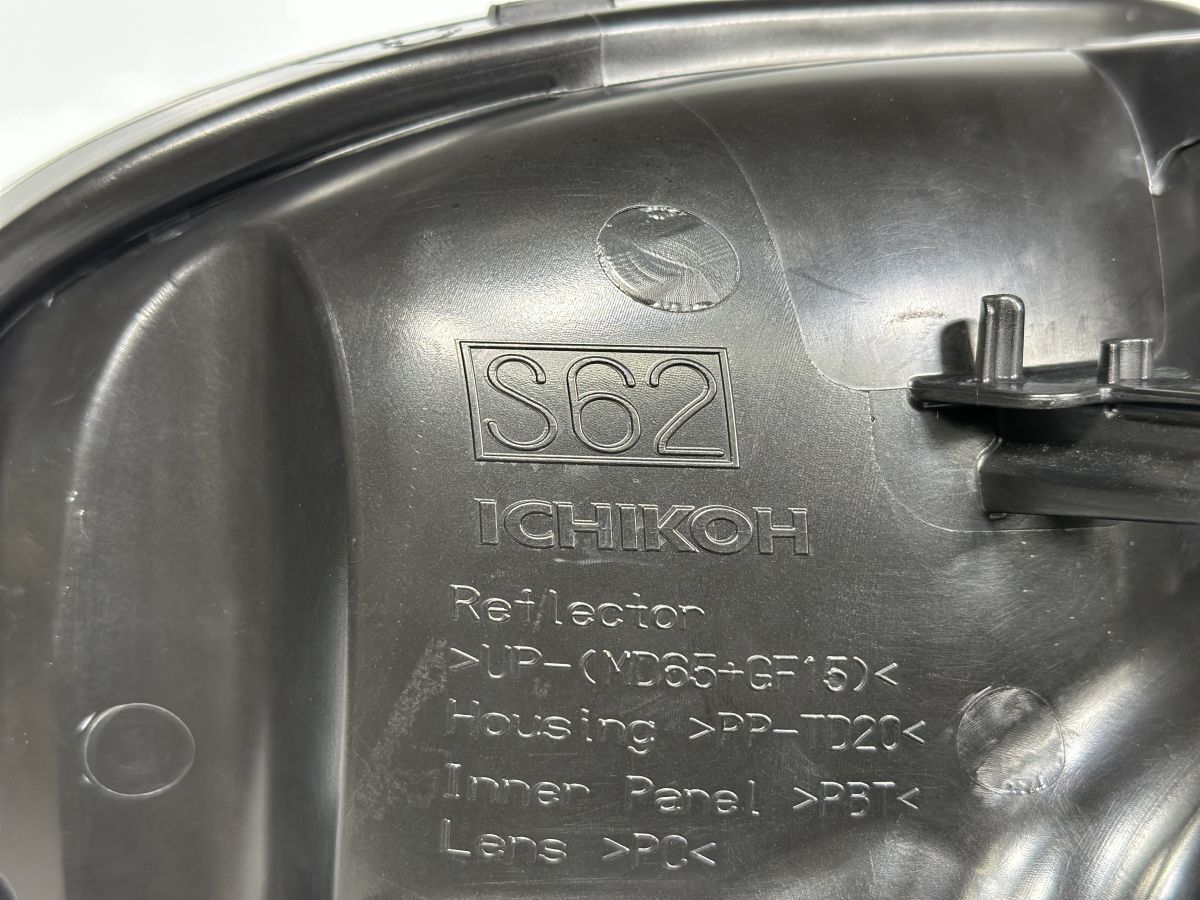 S62
ICHIKOH
Reflector
>UP-(MD65+GF15)<
Housing >PP-TD20<
Inner Panel >PBT<
Lens >PC<